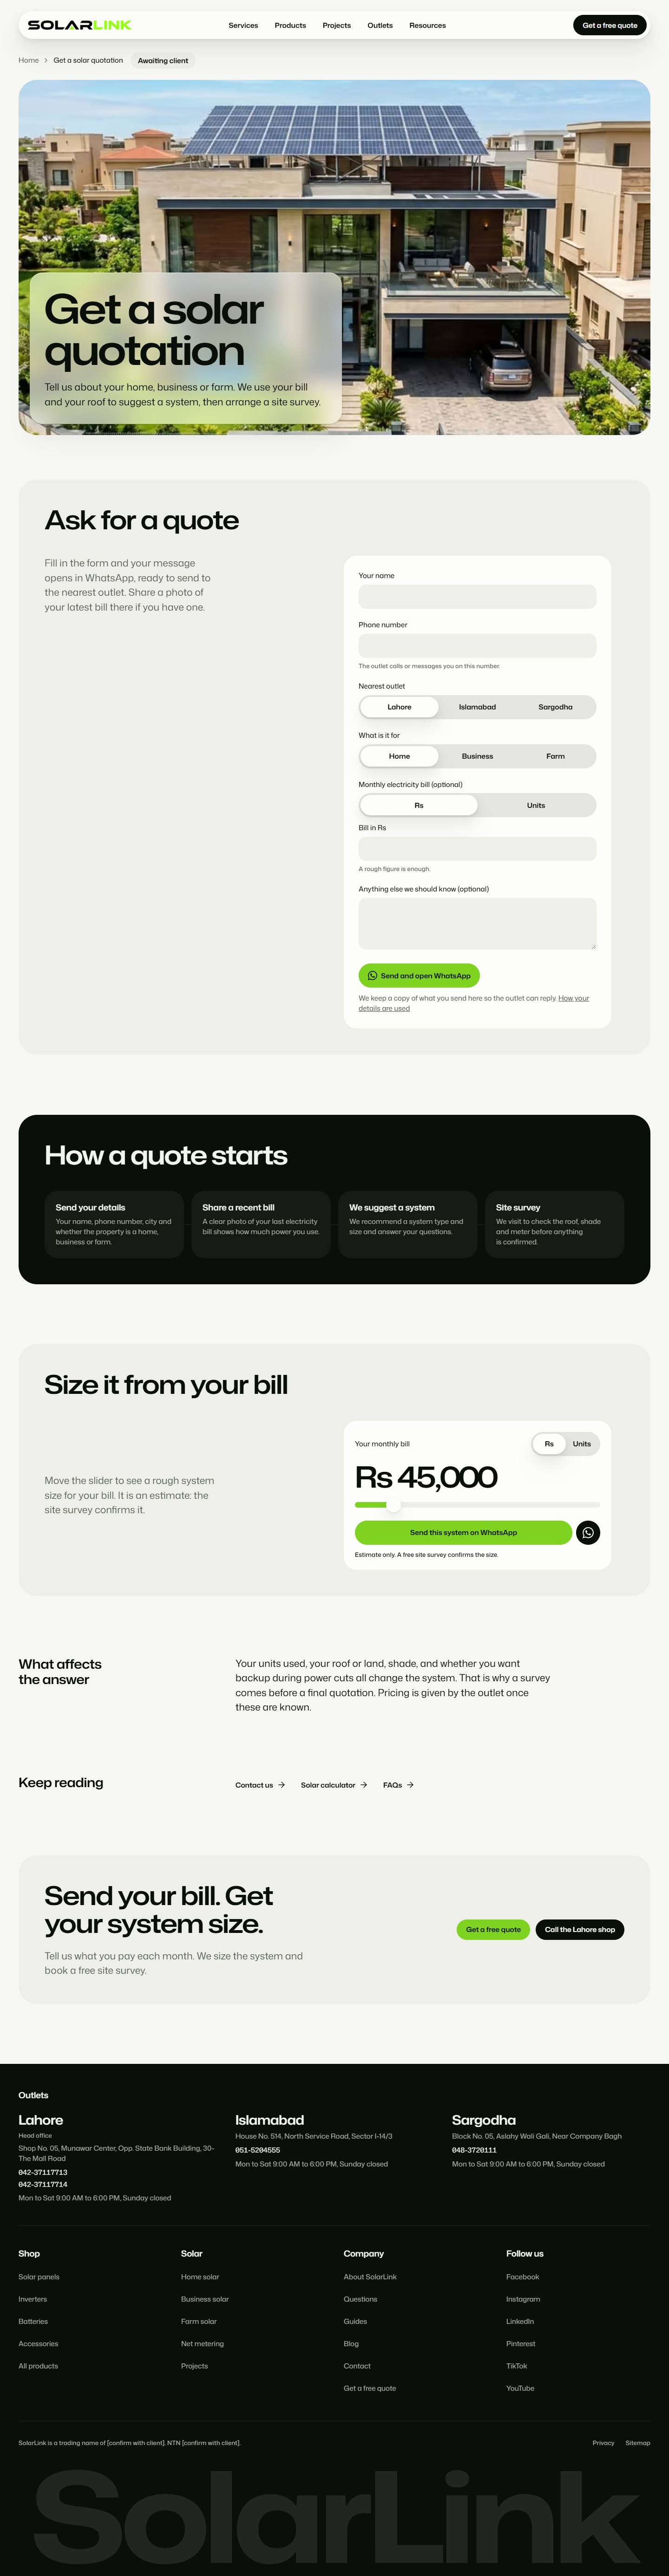 SOLARLINK
Services
Products
Projects
Outlets
Resources
Get a free quote
Home
Get a solar quotation
Awaiting client
Get a solar
quotation
Tell us about your home, business or farm. We use your bill
and your roof to suggest a system, then arrange a site survey.
Ask for a quote
Fill in the form and your message
opens in WhatsApp, ready to send to
the nearest outlet. Share a photo of
your latest bill there if you have one.
Your name
Phone number
The outlet calls or messages you on this number.
Nearest outlet
Lahore
Islamabad
Sargodha
What is it for
Home
Business
Farm
Monthly electricity bill (optional)
Rs
Units
Bill in Rs
A rough figure is enough.
Anything else we should know (optional)
Send and open WhatsApp
We keep a copy of what you send here so the outlet can reply. How your
details are used
How a quote starts
Send your details
Your name, phone number, city and
whether the property is a home,
business or farm.
Share a recent bill
A clear photo of your last electricity
bill shows how much power you use.
We suggest a system
We recommend a system type and
size and answer your questions.
Site survey
We visit to check the roof, shade
and meter before anything
is confirmed.
Size it from your bill
Move the slider to see a rough system
size for your bill. It is an estimate: the
site survey confirms it.
Your monthly bill
Rs
Units
Rs 45,000
Send this system on WhatsApp
Estimate only. A free site survey confirms the size.
What affects
the answer
Your units used, your roof or land, shade, and whether you want
backup during power cuts all change the system. That is why a survey
comes before a final quotation. Pricing is given by the outlet once
these are known.
Keep reading
Contact us
Solar calculator
FAQs
Send your bill. Get
your system size.
Tell us what you pay each month. We size the system and
book a free site survey.
Get a free quote
Call the Lahore shop
Outlets
Lahore
Head office
Shop No. 05, Munawar Center, Opp. State Bank Building, 30-
The Mall Road
042-37117713
042-37117714
Mon to Sat 9:00 AM to 6:00 PM, Sunday closed
Islamabad
House No. 514, North Service Road, Sector I-14/3
051-5204555
Mon to Sat 9:00 AM to 6:00 PM, Sunday closed
Sargodha
Block No. 05, Aslahy Wali Gali, Near Company Bagh
048-3720111
Mon to Sat 9:00 AM to 6:00 PM, Sunday closed
Shop
Solar panels
Inverters
Batteries
Accessories
All products
Solar
Home solar
Business solar
Farm solar
Net metering
Projects
Company
About SolarLink
Questions
Guides
Blog
Contact
Get a free quote
Follow us
Facebook
Instagram
LinkedIn
Pinterest
TikTok
YouTube
SolarLink is a trading name of [confirm with client]. NTN [confirm with client].
Privacy
Sitemap
SolarLink